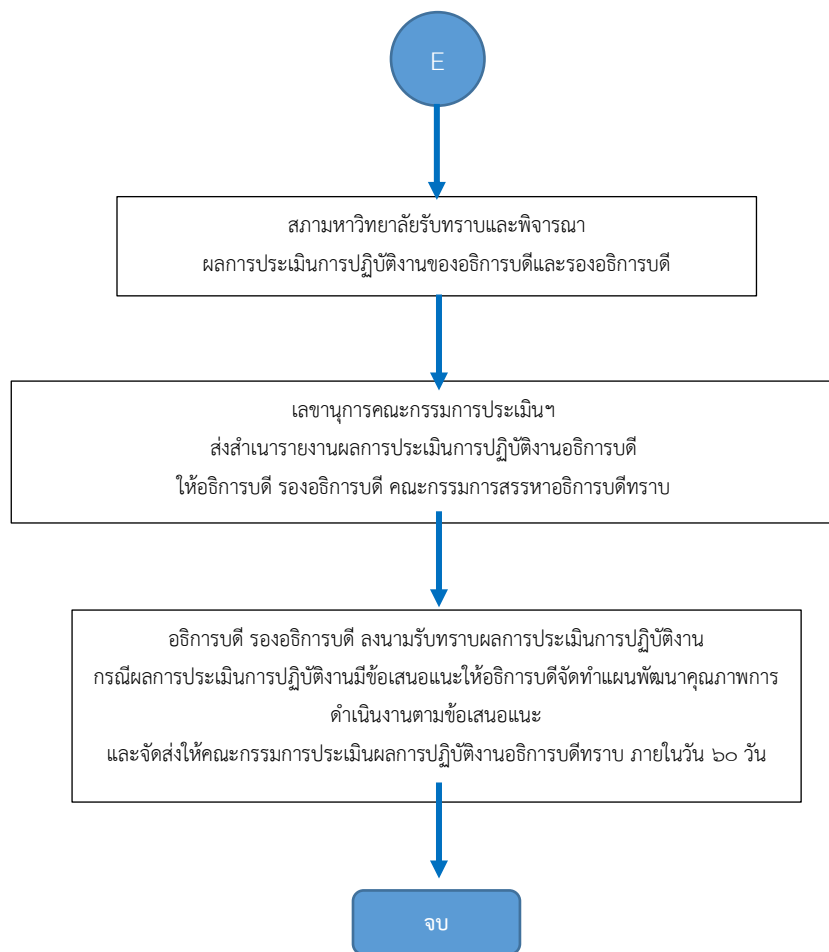 E
สภามหาวิทยาลัยรับทราบและพิจารณา
ผลการประเมินการปฏิบัติงานของอธิการบดีและรองอธิการบดี
เลขานุการคณะกรรมการประเมินฯ
ส่งสำเนารายงานผลการประเมินการปฏิบัติงานอธิการบดี
ให้อธิการบดี รองอธิการบดี คณะกรรมการสรรหาอธิการบดีทราบ
อธิการบดี รองอธิการบดี ลงนามรับทราบผลการประเมินการปฏิบัติงาน
กรณีผลการประเมินการปฏิบัติงานมีข้อเสนอแนะให้อธิการบดีจัดทำแผนพัฒนาคุณภาพการ
ดำเนินงานตามข้อเสนอแนะ
และจัดส่งให้คณะกรรมการประเมินผลการปฏิบัติงานอธิการบดีทราบ ภายในวัน ๖๐ วัน
จบ